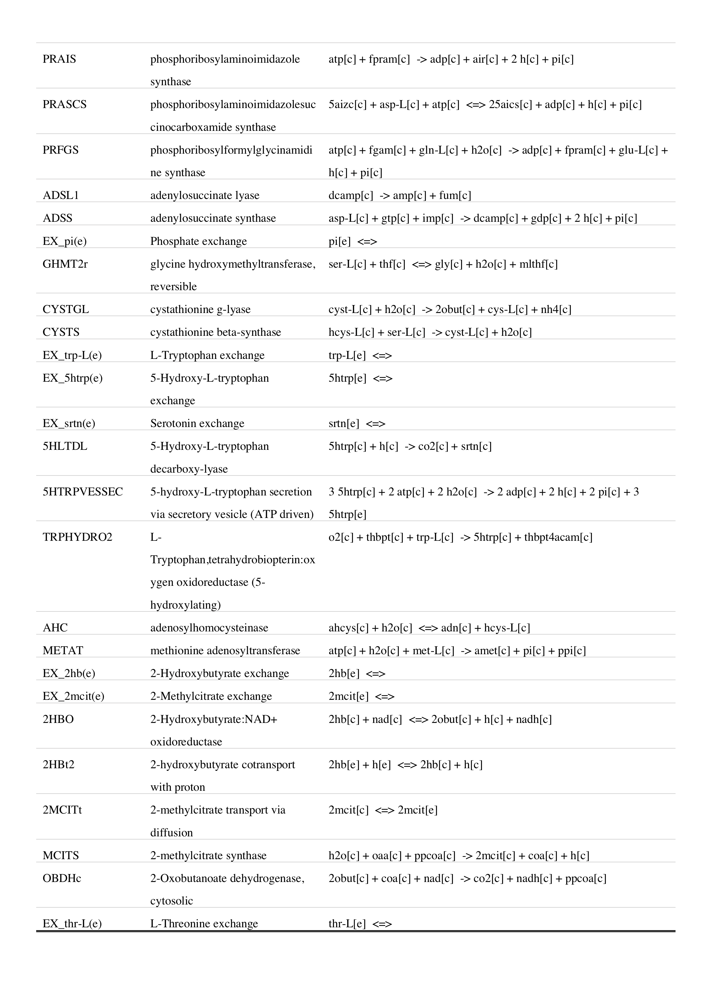 PRAIS phosphoribosylaminoimidazole atp[c] + fpram[c]  -> adp[c] + air[c] + 2 h[c] + pi[c]
synthase
PRASCS phosphoribosylaminoimidazolesuc 5aizc[c] + asp-L[c] + atp[c]  <=> 25aics[c] + adp[c] + h[c] + pi[c]
cinocarboxamide synthase
PRFGS phosphoribosylformylglycinamidi atp[c] + fgam[c] + gln-L[c] + h2o[c]  -> adp[c] + fpram[c] + glu-L[c] +
ne synthase h[c] + pi[c]
ADSL1 adenylosuccinate lyase dcamp[c]  -> amp[c] + fum[c]
ADSS adenylosuccinate synthase asp-L[c] + gtp[c] + imp[c]  -> dcamp[c] + gdp[c] + 2 h[c] + pi[c]
EX_pi(e) Phosphate exchange pi[e]  <=>
GHMT2r glycine hydroxymethyltransferase, ser-L[c] + thf[c]  <=> gly[c] + h2o[c] + mlthf[c]
reversible
CYSTGL cystathionine g-lyase cyst-L[c] + h2o[c]  -> 2obut[c] + cys-L[c] + nh4[c]
CYSTS cystathionine beta-synthase hcys-L[c] + ser-L[c]  -> cyst-L[c] + h2o[c]
EX_trp-L(e) L-Tryptophan exchange trp-L[e]  <=>
EX_5htrp(e) 5-Hydroxy-L-tryptophan 5htrp[e]  <=>
exchange
EX_srtn(e) Serotonin exchange srtn[e]  <=>
5HLTDL 5-Hydroxy-L-tryptophan 5htrp[c] + h[c]  -> co2[c] + srtn[c]
decarboxy-lyase
5HTRPVESSEC 5-hydroxy-L-tryptophan secretion 3 5htrp[c] + 2 atp[c] + 2 h2o[c]  -> 2 adp[c] + 2 h[c] + 2 pi[c] + 3
via secretory vesicle (ATP driven) 5htrp[e]
TRPHYDRO2 L- o2[c] + thbpt[c] + trp-L[c]  -> 5htrp[c] + thbpt4acam[c]
Tryptophan,tetrahydrobiopterin:ox
ygen oxidoreductase (5-
hydroxylating)
AHC adenosylhomocysteinase ahcys[c] + h2o[c]  <=> adn[c] + hcys-L[c]
METAT methionine adenosyltransferase atp[c] + h2o[c] + met-L[c]  -> amet[c] + pi[c] + ppi[c]
EX_2hb(e) 2-Hydroxybutyrate exchange 2hb[e]  <=>
EX_2mcit(e) 2-Methylcitrate exchange 2mcit[e]  <=>
2HBO 2-Hydroxybutyrate:NAD+ 2hb[c] + nad[c]  <=> 2obut[c] + h[c] + nadh[c]
oxidoreductase
2HBt2 2-hydroxybutyrate cotransport 2hb[e] + h[e]  <=> 2hb[c] + h[c]
with proton
2MCITt 2-methylcitrate transport via 2mcit[c]  <=> 2mcit[e]
diffusion
MCITS 2-methylcitrate synthase h2o[c] + oaa[c] + ppcoa[c]  -> 2mcit[c] + coa[c] + h[c]
OBDHc 2-Oxobutanoate dehydrogenase, 2obut[c] + coa[c] + nad[c]  -> co2[c] + nadh[c] + ppcoa[c]
cytosolic
EX_thr-L(e) L-Threonine exchange thr-L[e]  <=>